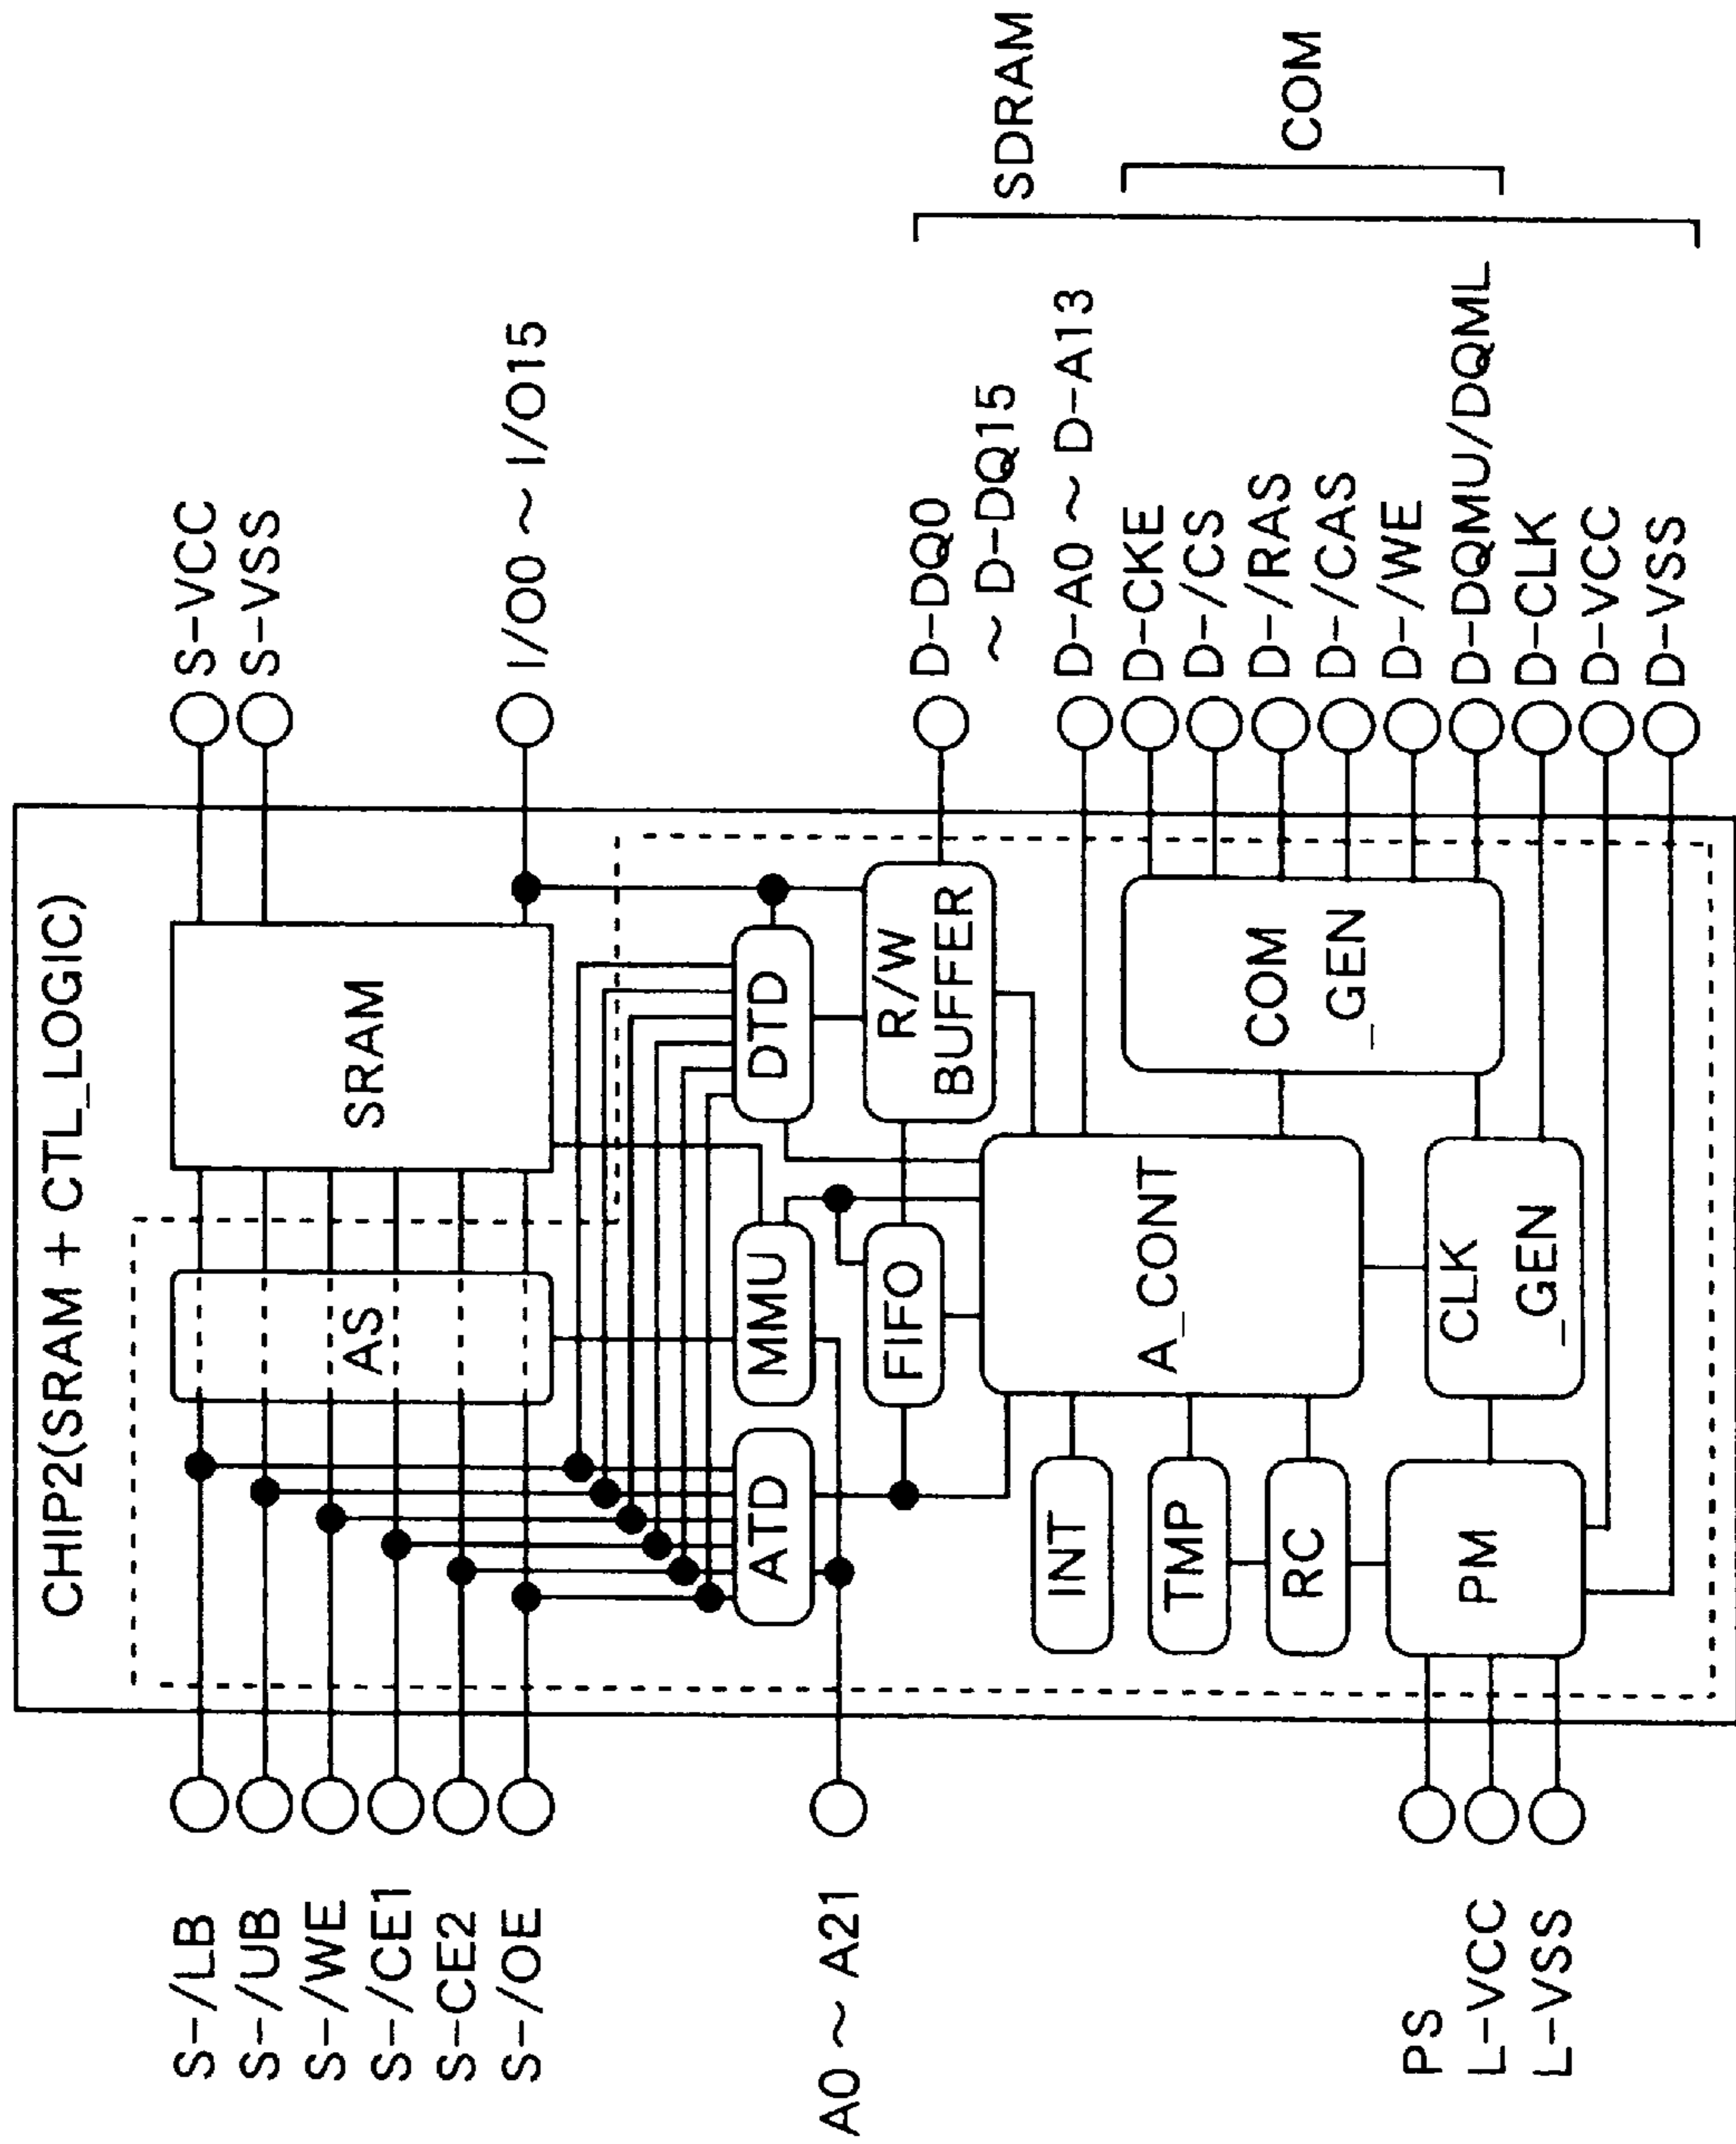 CHIP2(SRAM + CTL_LOGIC)
S-/LB
S-/UB
S-/WE
S-/CE1
S-CE2
S-/OE
A0 ~ A21
PS
L-VCC
L-VSS
AS
SRAM
ATD
MMU
DTD
FIFO
R/W
BUFFER
INT
TMP
RC
PM
A_CONT
CLK
_GEN
COM
_GEN
S-VCC
S-VSS
I/O0 ~ I/O15
D-DQ0
~ D-DQ15
D-A0 ~ D-A13
D-CKE
D-/CS
D-/RAS
D-/CAS
D-/WE
D-DQMU/DQML
D-CLK
D-VCC
D-VSS
SDRAM
COM